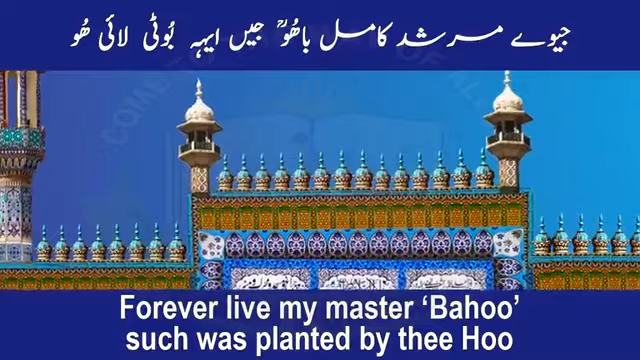 جیوے مرشد کامل باھُوؒ جیں ایہہ بُوٹی لائی ھُو
Forever live my master ‘Bahoo’
such was planted by thee Hoo